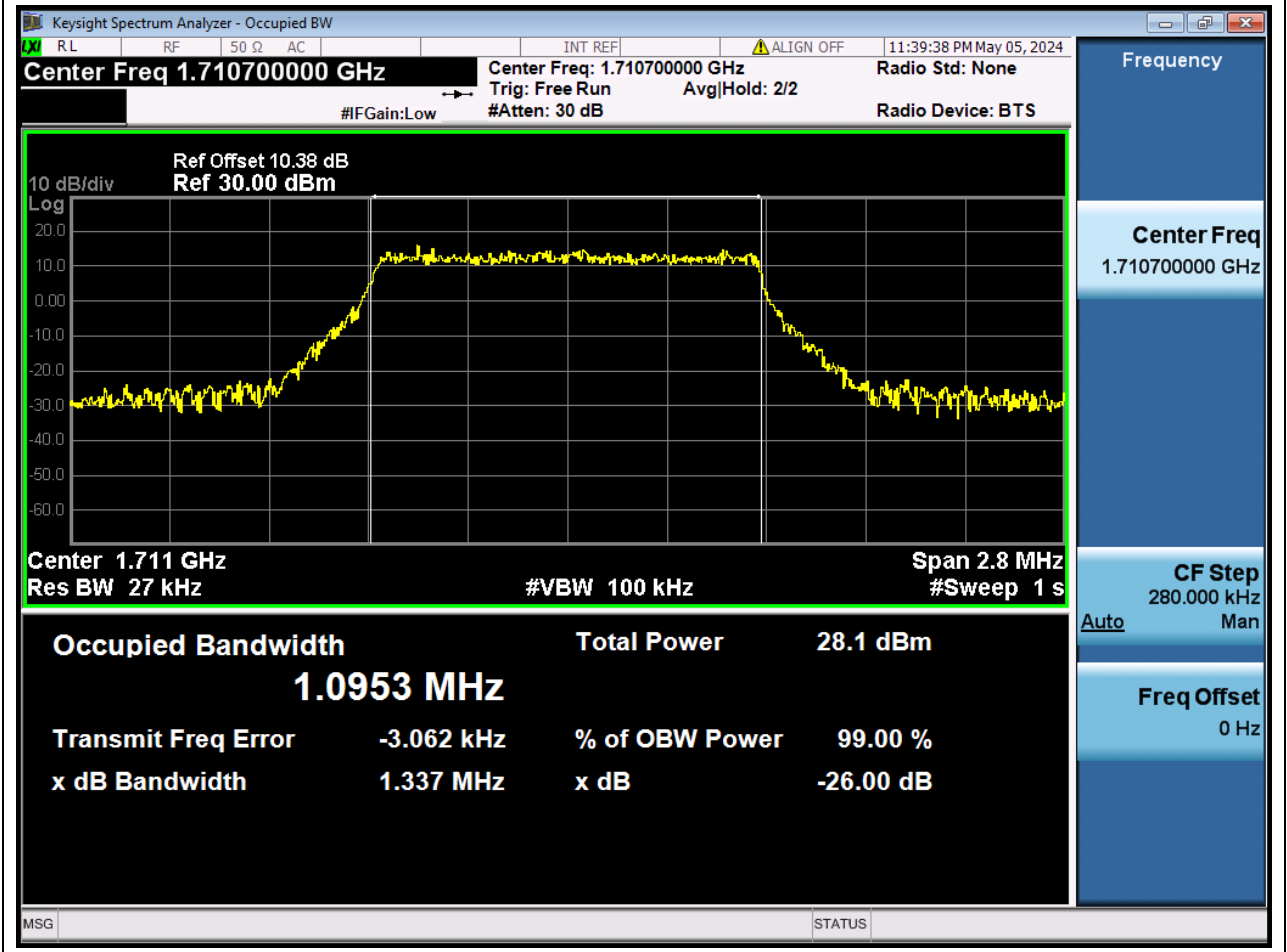 Keysight Spectrum Analyzer - Occupied BW
LXI RL RF 50 Ω AC INT REF ALIGN OFF 11:39:38 PM May 05, 2024
Center Freq 1.710700000 GHz
Center Freq: 1.710700000 GHz
Radio Std: None
Trig: Free Run Avg|Hold: 2/2
#IFGain:Low
#Atten: 30 dB
Radio Device: BTS
Ref Offset 10.38 dB
10 dB/div Ref 30.00 dBm
Log
20.0
10.0
0.00
-10.0
-20.0
-30.0
-40.0
-50.0
-60.0
Center 1.711 GHz Span 2.8 MHz
Res BW 27 kHz #VBW 100 kHz #Sweep 1 s
Occupied Bandwidth Total Power 28.1 dBm
1.0953 MHz
Transmit Freq Error -3.062 kHz % of OBW Power 99.00 %
x dB Bandwidth 1.337 MHz x dB -26.00 dB
MSG STATUS
Frequency
Center Freq
1.710700000 GHz
CF Step
280.000 kHz
Auto Man
Freq Offset
0 Hz